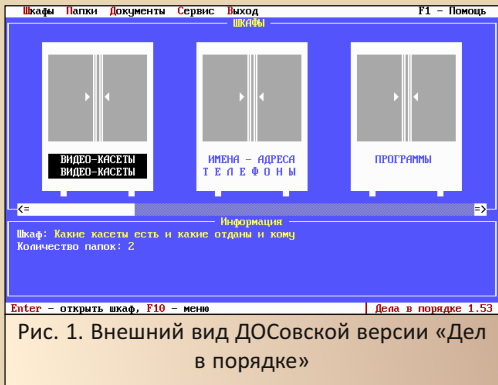 Шкафы Папки Документы Сервис Выход F1 - Помощь
ШКАФЫ
ВИДЕО-КАСЕТЫ
ВИДЕО-КАСЕТЫ
ИМЕНА - АДРЕСА
Т Е Л Е Ф О Н Ы
ПРОГРАММЫ
<= =>
Информация
Шкаф: Какие касеты есть и какие отданы и кому
Количество папок: 2
Enter - открыть шкаф, F10 - меню Дела в порядке 1.53
Рис. 1. Внешний вид ДОСовской версии «Дел
в порядке»